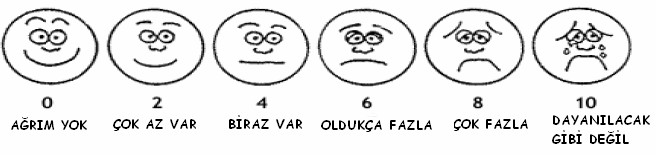 0 2 4 6 8 10
AĞRIM YOK ÇOK AZ VAR BİRAZ VAR OLDUKÇA FAZLA ÇOK FAZLA DAYANILACAK
GİBİ DEĞİL